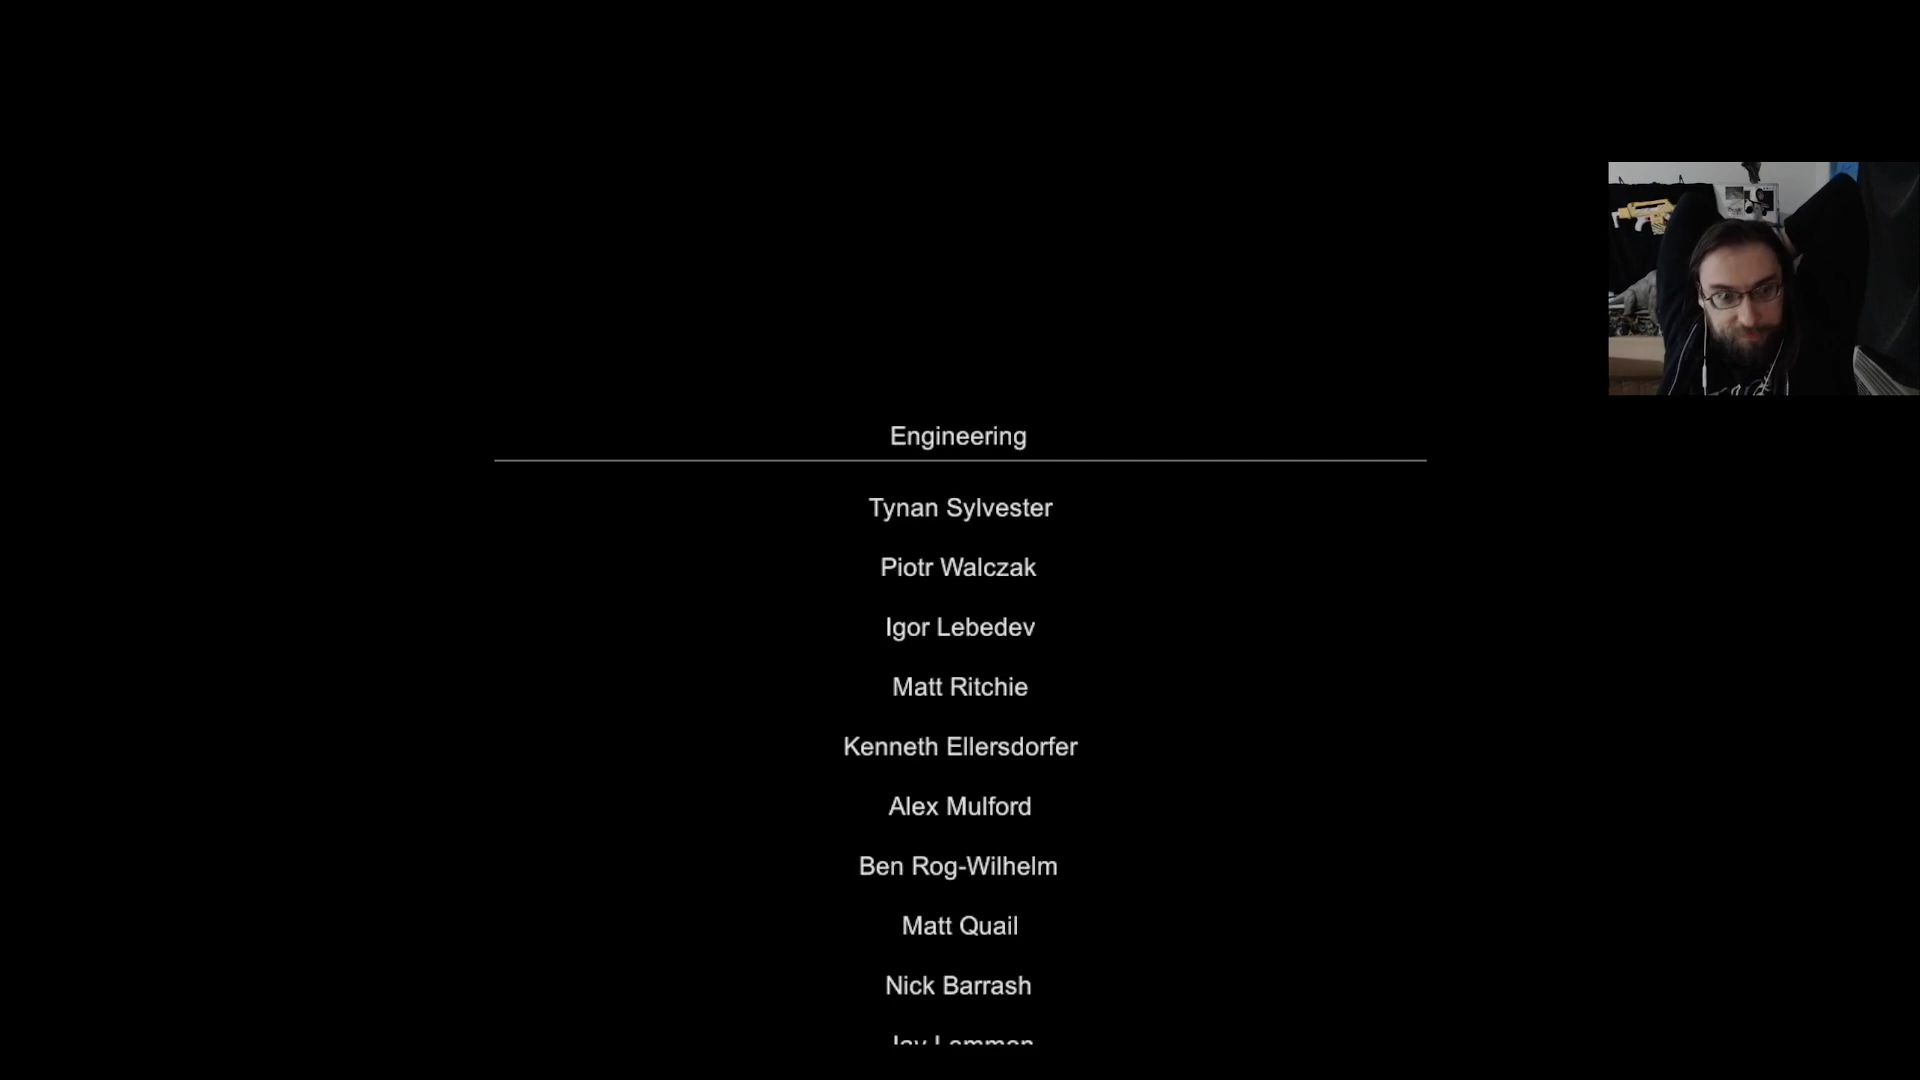 Engineering
Tynan Sylvester
Piotr Walczak
Igor Lebedev
Matt Ritchie
Kenneth Ellersdorfer
Alex Mulford
Ben Rog-Wilhelm
Matt Quail
Nick Barrash